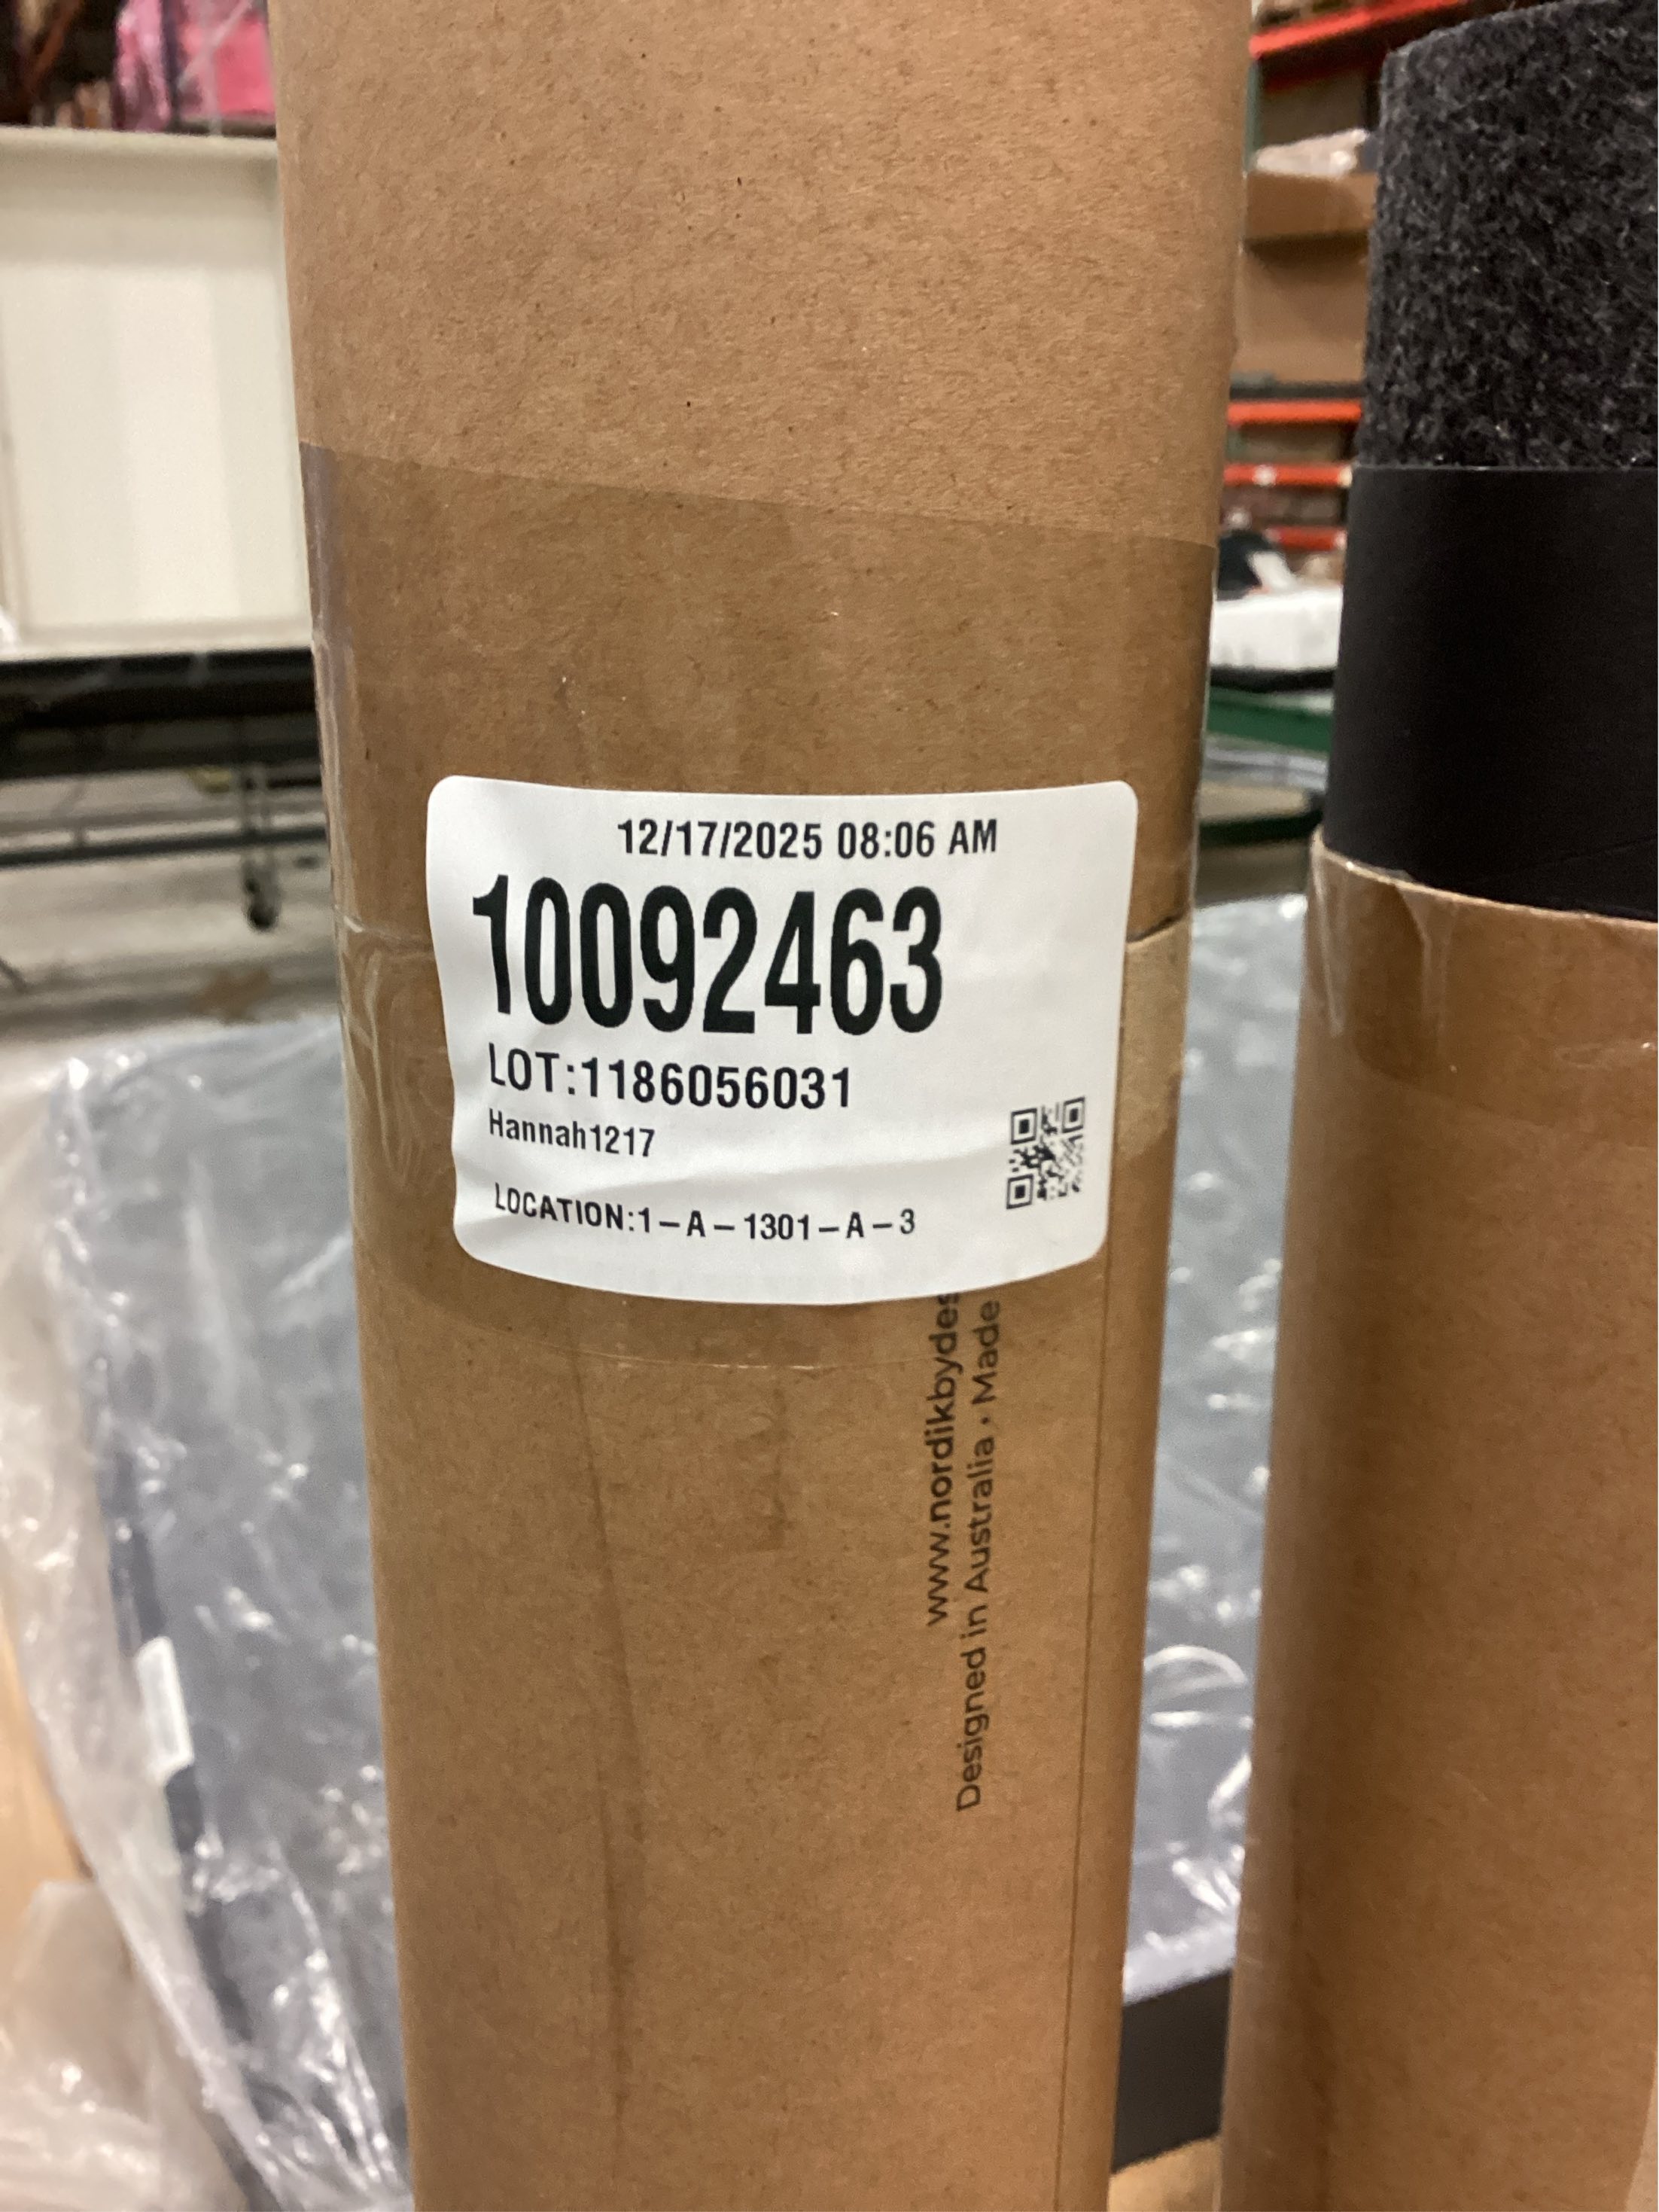 12/17/2025 08:06 AM
10092463
LOT:1186056031
Hannah1217
LOCATION:1-A-1301-A-3
www.nordikbydes
Designed in Australia • Made